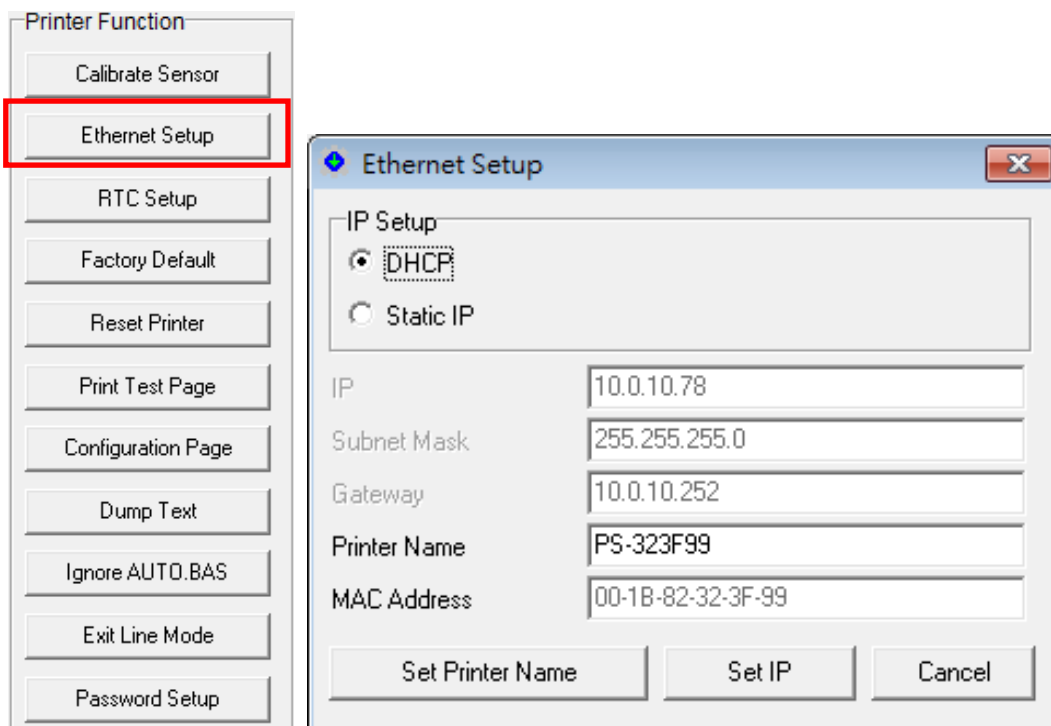 Printer Function
Calibrate Sensor
Ethernet Setup
RTC Setup
Factory Default
Reset Printer
Print Test Page
Configuration Page
Dump Text
Ignore AUTO.BAS
Exit Line Mode
Password Setup
Ethernet Setup
IP Setup
DHCP
Static IP
IP 10.0.10.78
Subnet Mask 255.255.255.0
Gateway 10.0.10.252
Printer Name PS-323F99
MAC Address 00-1B-82-32-3F-99
Set Printer Name Set IP Cancel